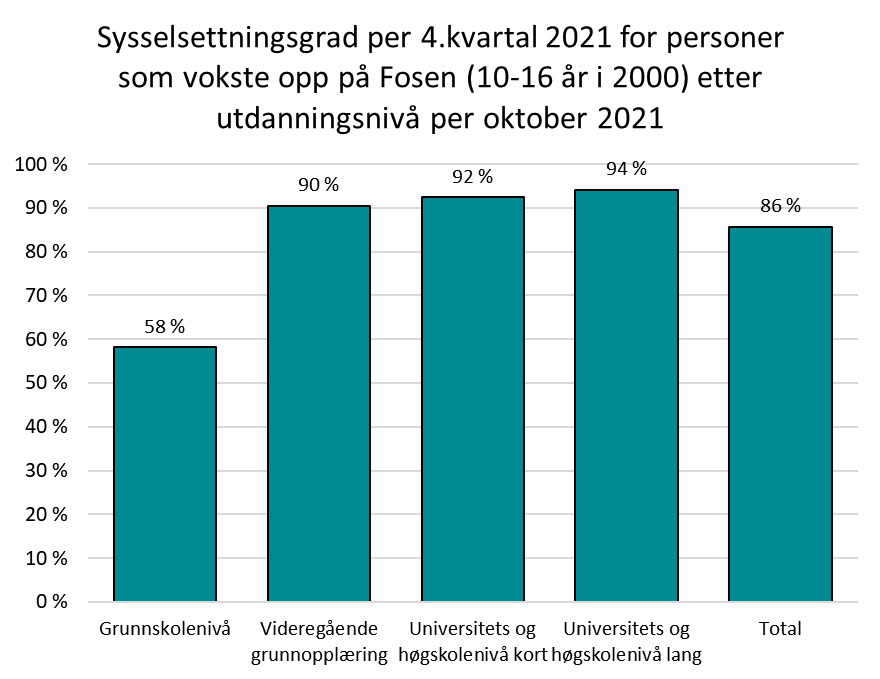 Sysselsettningsgrad per 4.kvartal 2021 for personer
som vokste opp på Fosen (10-16 år i 2000) etter
utdanningsnivå per oktober 2021
100 %
90 %
80 %
70 %
60 %
50 %
40 %
30 %
20 %
10 %
0 %
58 %
90 %
92 %
94 %
86 %
Grunnskolenivå
Videregående
grunnopplæring
Universitets og
høgskolenivå kort
Universitets og
høgskolenivå lang
Total